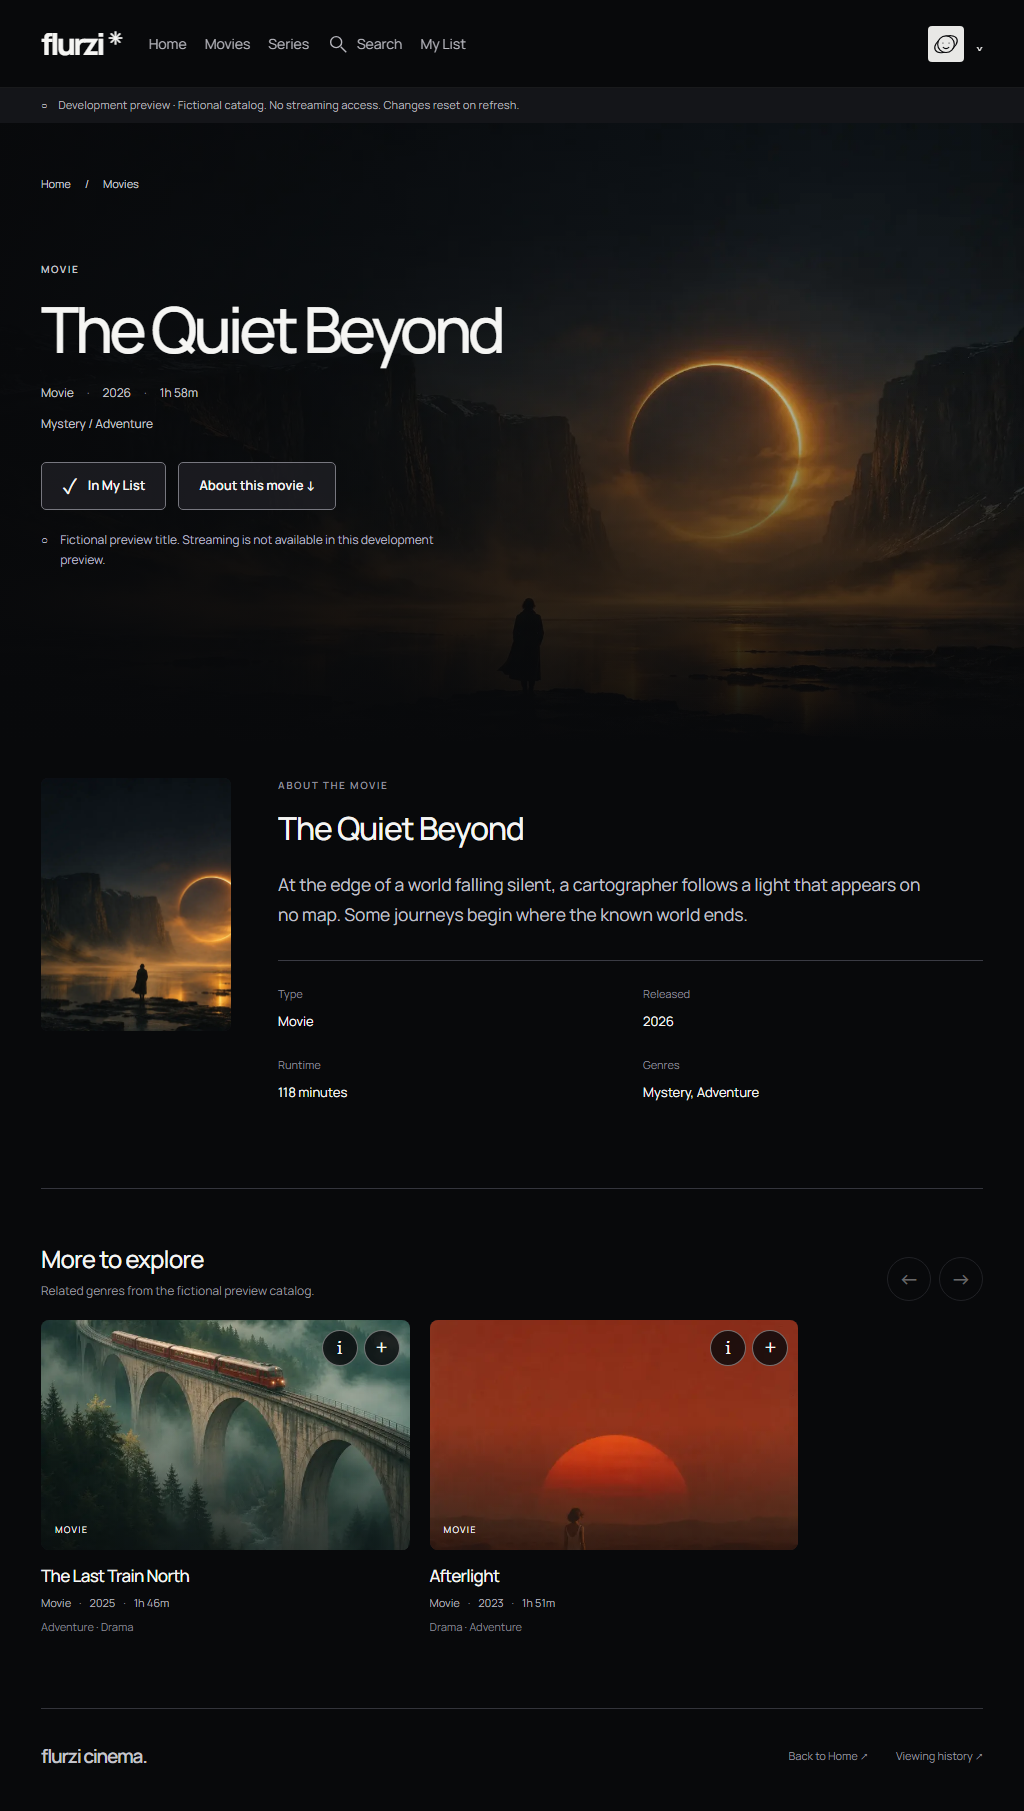 flurzi *
Home Movies Series Search My List
Development preview · Fictional catalog. No streaming access. Changes reset on refresh.
Home / Movies
MOVIE
The Quiet Beyond
Movie · 2026 · 1h 58m
Mystery / Adventure
In My List
About this movie ↓
Fictional preview title. Streaming is not available in this development
preview.
ABOUT THE MOVIE
The Quiet Beyond
At the edge of a world falling silent, a cartographer follows a light that appears on
no map. Some journeys begin where the known world ends.
Type
Movie
Released
2026
Runtime
118 minutes
Genres
Mystery, Adventure
More to explore
Related genres from the fictional preview catalog.
← →
i +
MOVIE
The Last Train North
Movie · 2025 · 1h 46m
Adventure · Drama
i +
MOVIE
Afterlight
Movie · 2023 · 1h 51m
Drama · Adventure
flurzi cinema.
Back to Home ↗
Viewing history ↗